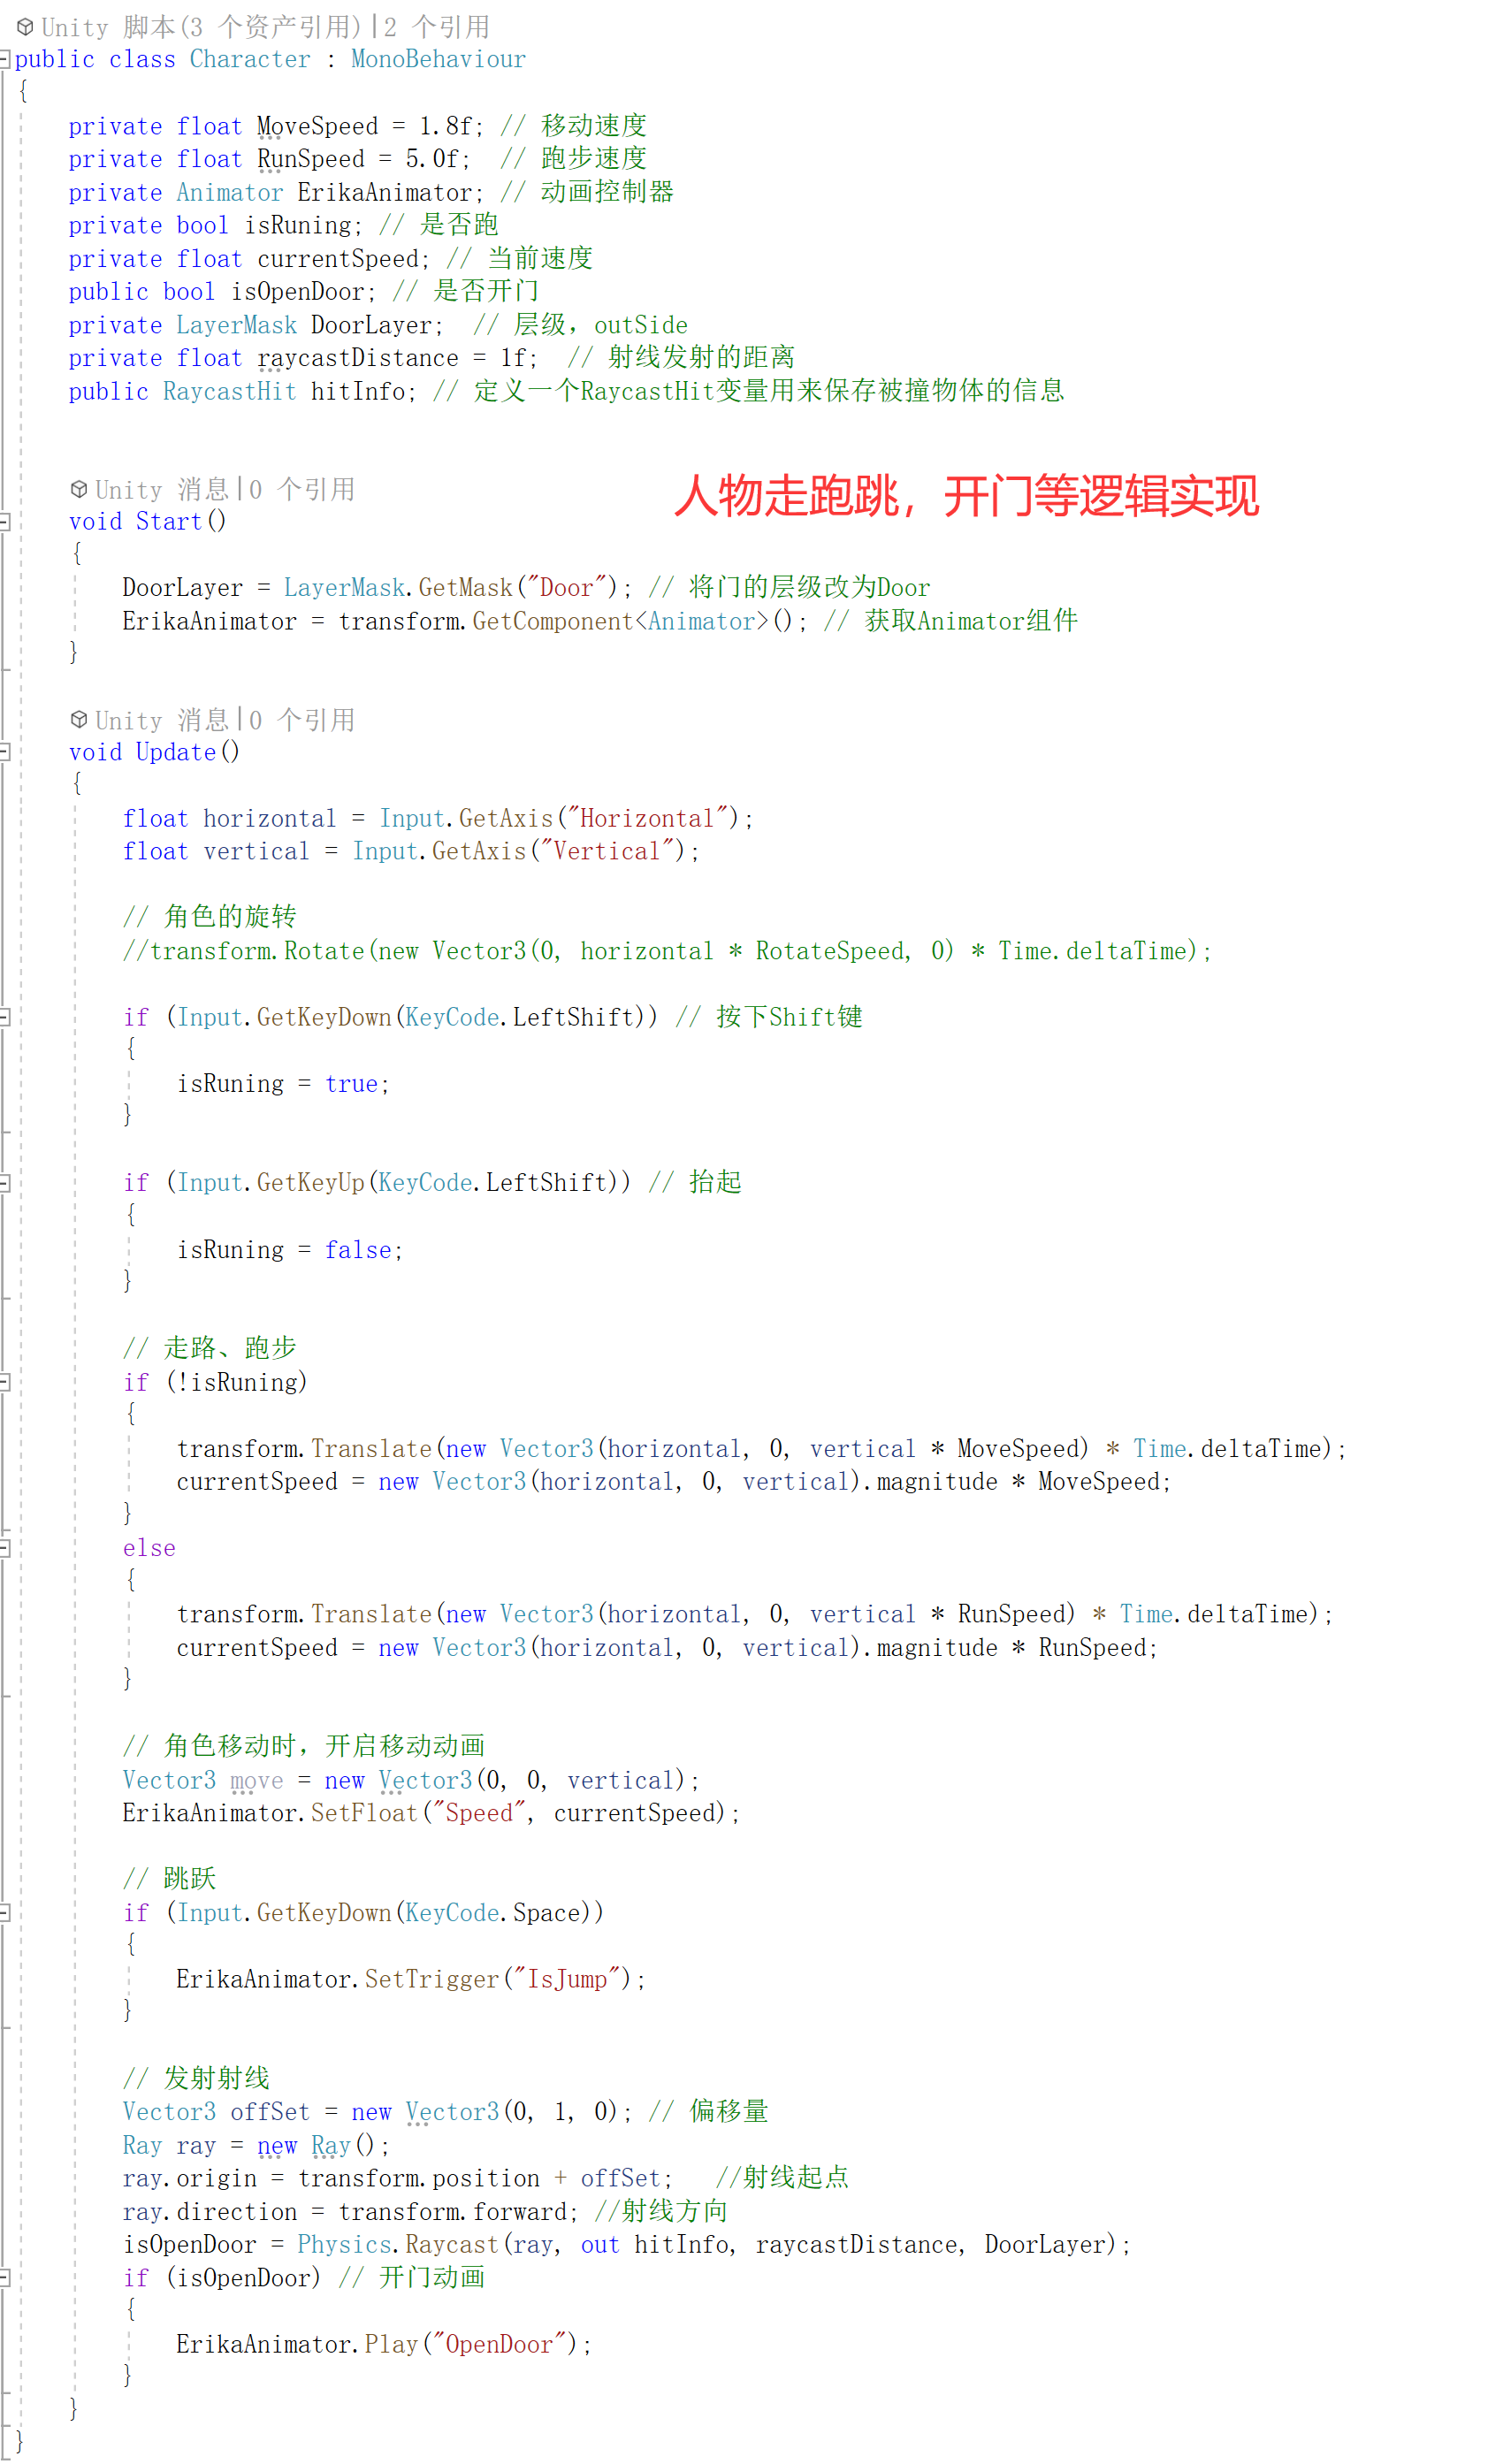 Unity 脚本(3 个资产引用)|2 个引用
public class Character : MonoBehaviour
{
    private float MoveSpeed = 1.8f; // 移动速度
    private float RunSpeed = 5.0f;  // 跑步速度
    private Animator ErikaAnimator; // 动画控制器
    private bool isRuning; // 是否跑
    private float currentSpeed; // 当前速度
    public bool isOpenDoor; // 是否开门
    private LayerMask DoorLayer;  // 层级，outSide
    private float raycastDistance = 1f;  // 射线发射的距离
    public RaycastHit hitInfo; // 定义一个RaycastHit变量用来保存被撞物体的信息
    Unity 消息|0 个引用
人物走跑跳，开门等逻辑实现
    void Start()
    {
        DoorLayer = LayerMask.GetMask("Door"); // 将门的层级改为Door
        ErikaAnimator = transform.GetComponent<Animator>(); // 获取Animator组件
    }
    Unity 消息|0 个引用
    void Update()
    {
        float horizontal = Input.GetAxis("Horizontal");
        float vertical = Input.GetAxis("Vertical");
        // 角色的旋转
        //transform.Rotate(new Vector3(0, horizontal * RotateSpeed, 0) * Time.deltaTime);
        if (Input.GetKeyDown(KeyCode.LeftShift)) // 按下Shift键
        {
            isRuning = true;
        }
        if (Input.GetKeyUp(KeyCode.LeftShift)) // 抬起
        {
            isRuning = false;
        }
        // 走路、跑步
        if (!isRuning)
        {
            transform.Translate(new Vector3(horizontal, 0, vertical * MoveSpeed) * Time.deltaTime);
            currentSpeed = new Vector3(horizontal, 0, vertical).magnitude * MoveSpeed;
        }
        else
        {
            transform.Translate(new Vector3(horizontal, 0, vertical * RunSpeed) * Time.deltaTime);
            currentSpeed = new Vector3(horizontal, 0, vertical).magnitude * RunSpeed;
        }
        // 角色移动时，开启移动动画
        Vector3 move = new Vector3(0, 0, vertical);
        ErikaAnimator.SetFloat("Speed", currentSpeed);
        // 跳跃
        if (Input.GetKeyDown(KeyCode.Space))
        {
            ErikaAnimator.SetTrigger("IsJump");
        }
        // 发射射线
        Vector3 offSet = new Vector3(0, 1, 0); // 偏移量
        Ray ray = new Ray();
        ray.origin = transform.position + offSet;   //射线起点
        ray.direction = transform.forward; //射线方向
        isOpenDoor = Physics.Raycast(ray, out hitInfo, raycastDistance, DoorLayer);
        if (isOpenDoor) // 开门动画
        {
            ErikaAnimator.Play("OpenDoor");
        }
    }
}